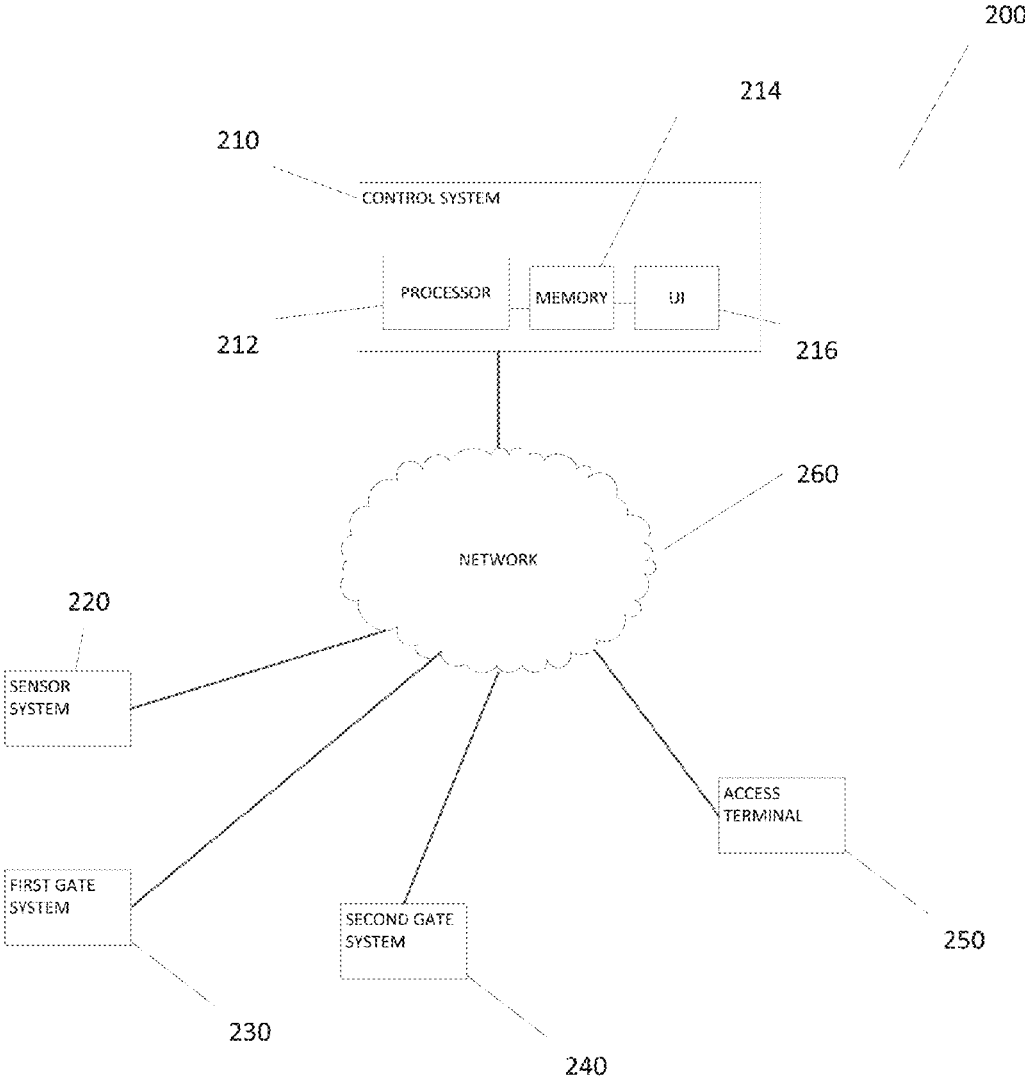 200
214
210
CONTROL SYSTEM
PROCESSOR
MEMORY
UI
212
216
260
NETWORK
220
SENSOR
SYSTEM
ACCESS
TERMINAL
FIRST GATE
SYSTEM
SECOND GATE
SYSTEM
250
230
240